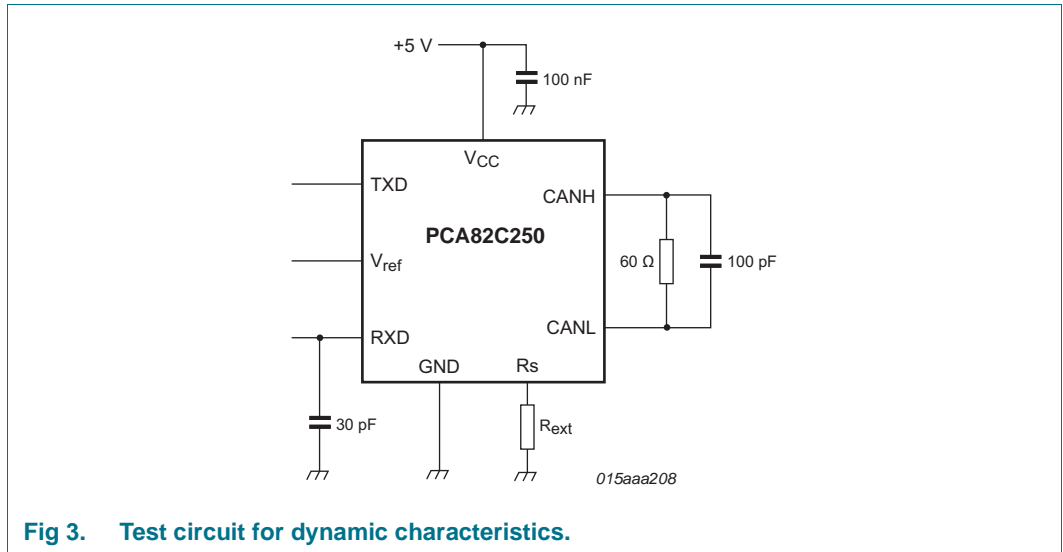 +5 V
100 nF
VCC
TXD
CANH
PCA82C250
Vref
60 Ω
100 pF
RXD
CANL
GND
Rs
30 pF
Rext
015aaa208
Fig 3. Test circuit for dynamic characteristics.